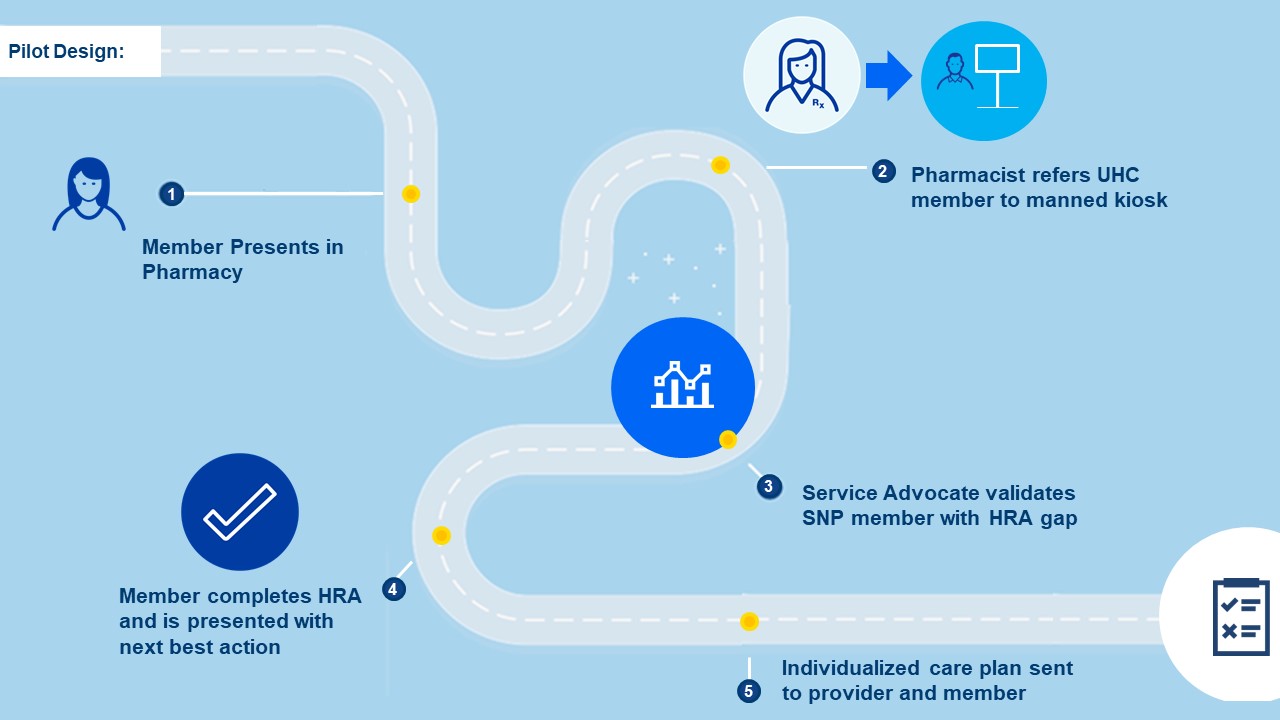 Pilot Design:
1
Member Presents in
Pharmacy
Rx
2
Pharmacist refers UHC
member to manned kiosk
3
Service Advocate validates
SNP member with HRA gap
4
Member completes HRA
and is presented with
next best action
5
Individualized care plan sent
to provider and member